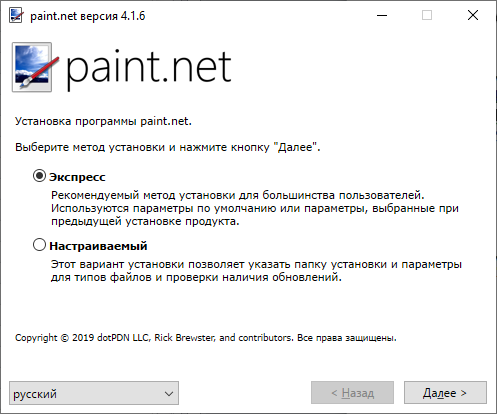 paint.net версия 4.1.6
paint.net
Установка программы paint.net.
Выберите метод установки и нажмите кнопку "Далее".
Экспресс
Рекомендуемый метод установки для большинства пользователей.
Используются параметры по умолчанию или параметры, выбранные при
предыдущей установке продукта.
Настраиваемый
Этот вариант установки позволяет указать папку установки и параметры
для типов файлов и проверки наличия обновлений.
Copyright © 2019 dotPDN LLC, Rick Brewster, and contributors. Все права защищены.
русский
< Назад
Далее >